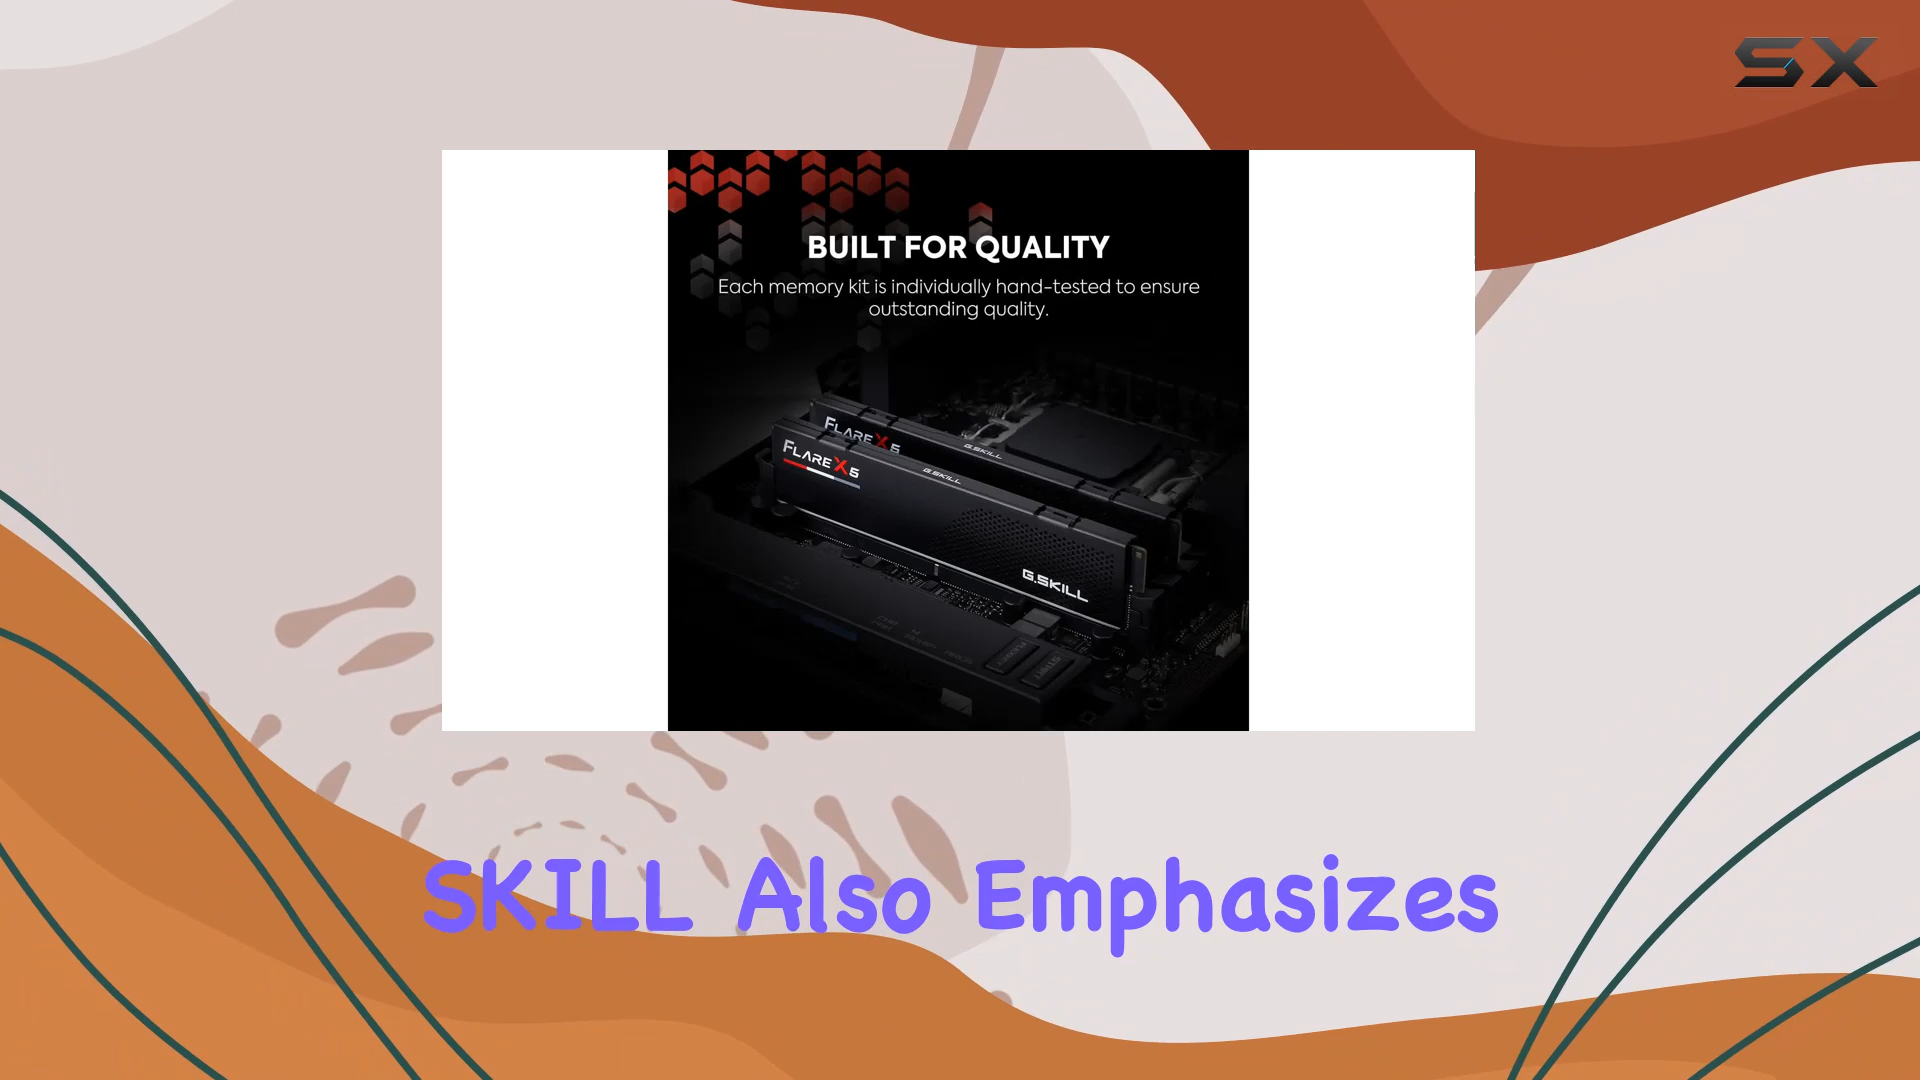 SX
BUILT FOR QUALITY
Each memory kit is individually hand-tested to ensure
outstanding quality.
FLARE X5
G.SKILL
FLARE X5
G.SKILL
G.SKILL
SKILL Also Emphasizes